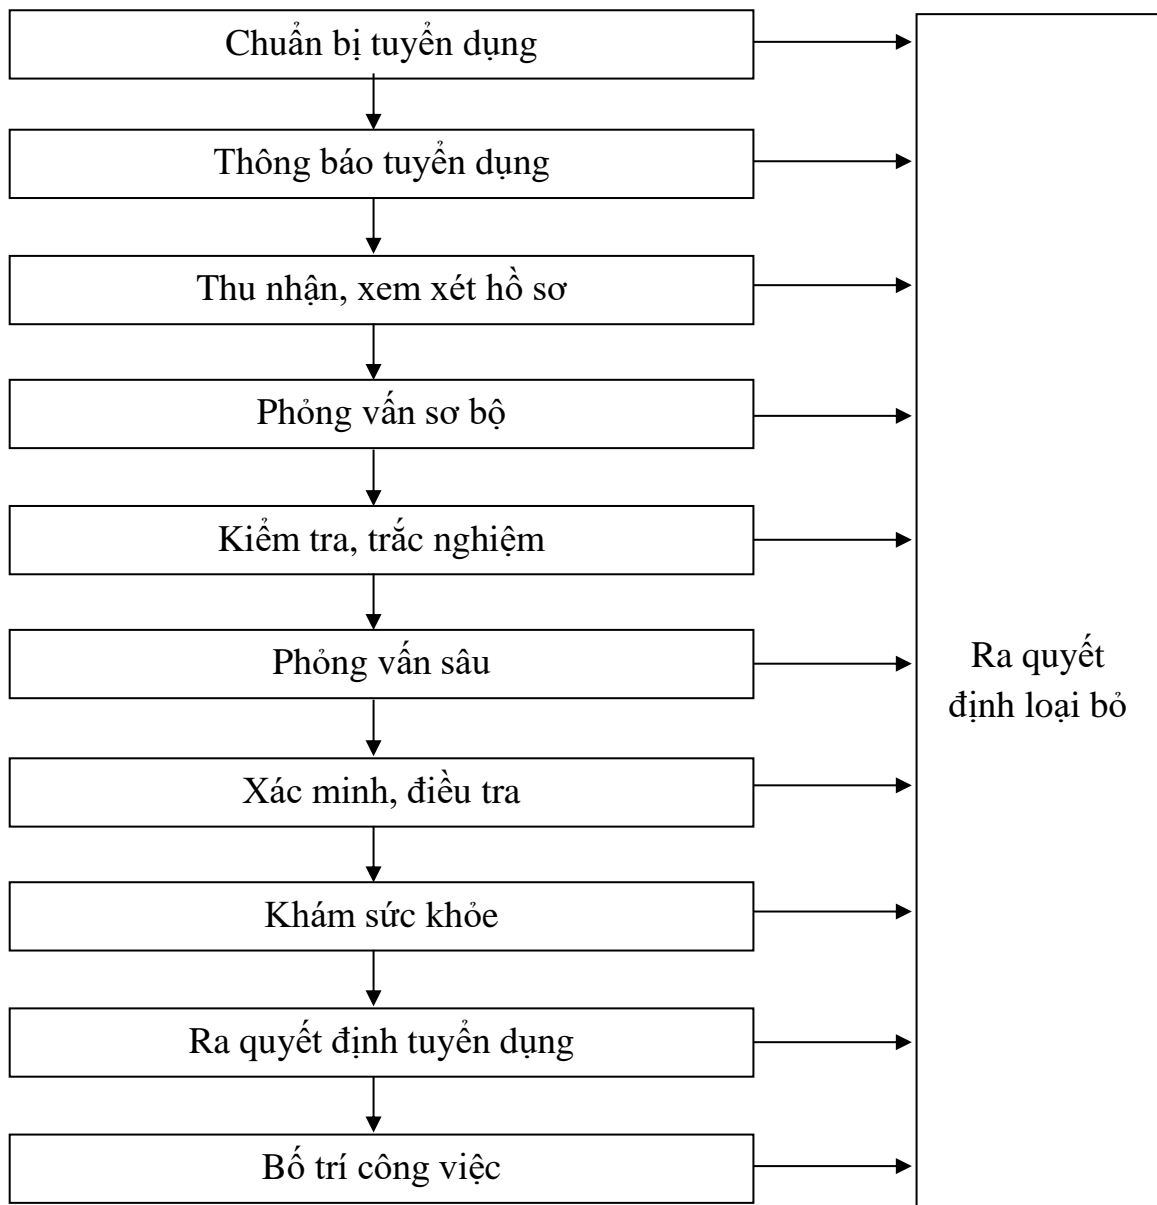 Chuẩn bị tuyển dụng
Thông báo tuyển dụng
Thu nhận, xem xét hồ sơ
Phỏng vấn sơ bộ
Kiểm tra, trắc nghiệm
Phỏng vấn sâu
Xác minh, điều tra
Khám sức khỏe
Ra quyết định tuyển dụng
Bố trí công việc
Ra quyết
định loại bỏ